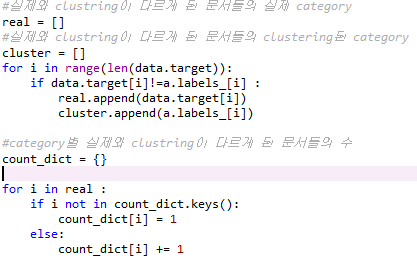 #실제와 clustring이 다르게 된 문서들의 실제 category
real = []
#실제와 clustring이 다르게 된 문서들의 clustering된 category
cluster = []
for i in range(len(data.target)):
    if data.target[i]!=a.labels_[i] :
        real.append(data.target[i])
        cluster.append(a.labels_[i])
#category별 실제와 clustring이 다르게 된 문서들의 수
count_dict = {}
for i in real :
    if i not in count_dict.keys():
        count_dict[i] = 1
    else:
        count_dict[i] += 1